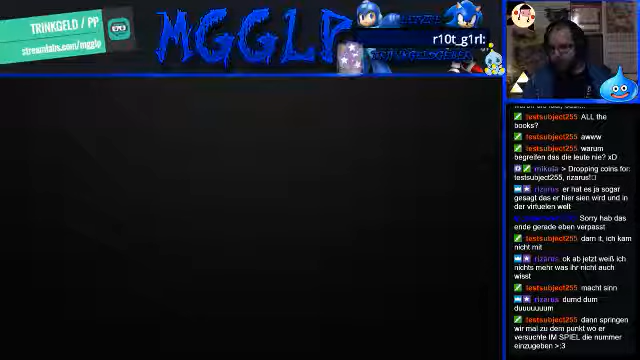 TRINKGELD / PP
streamlabs.com/mgglp
MGGLP
r10t_g1rl:
testsubject255 ALL the
books?
testsubject255 awww
testsubject255 warum
begreifen das die leute nie? xD
> Dropping coins for:
testsubject255, rizarus!
rizarus er hat es ja sogar
gesagt das er hier sien wird und in
der virtuelen welt
Sorry hab das
ende gerade eben verpasst
testsubject255 darn it, ich kam
nicht mit
rizarus ok ab jetzt weiß ich
nichts mehr was ihr nicht auch
wisst
testsubject255 macht sinn
rizarus dumd dum
duuuuuuum
testsubject255 dann springen
wir mal zu dem punkt wo er
versuchte IM SPIEL die nummer
einzugeben >;3